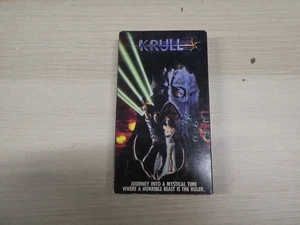 KRULL
JOURNEY INTO A MYSTICAL TIME
WHERE A HORRIBLE BEAST IS THE RULER.